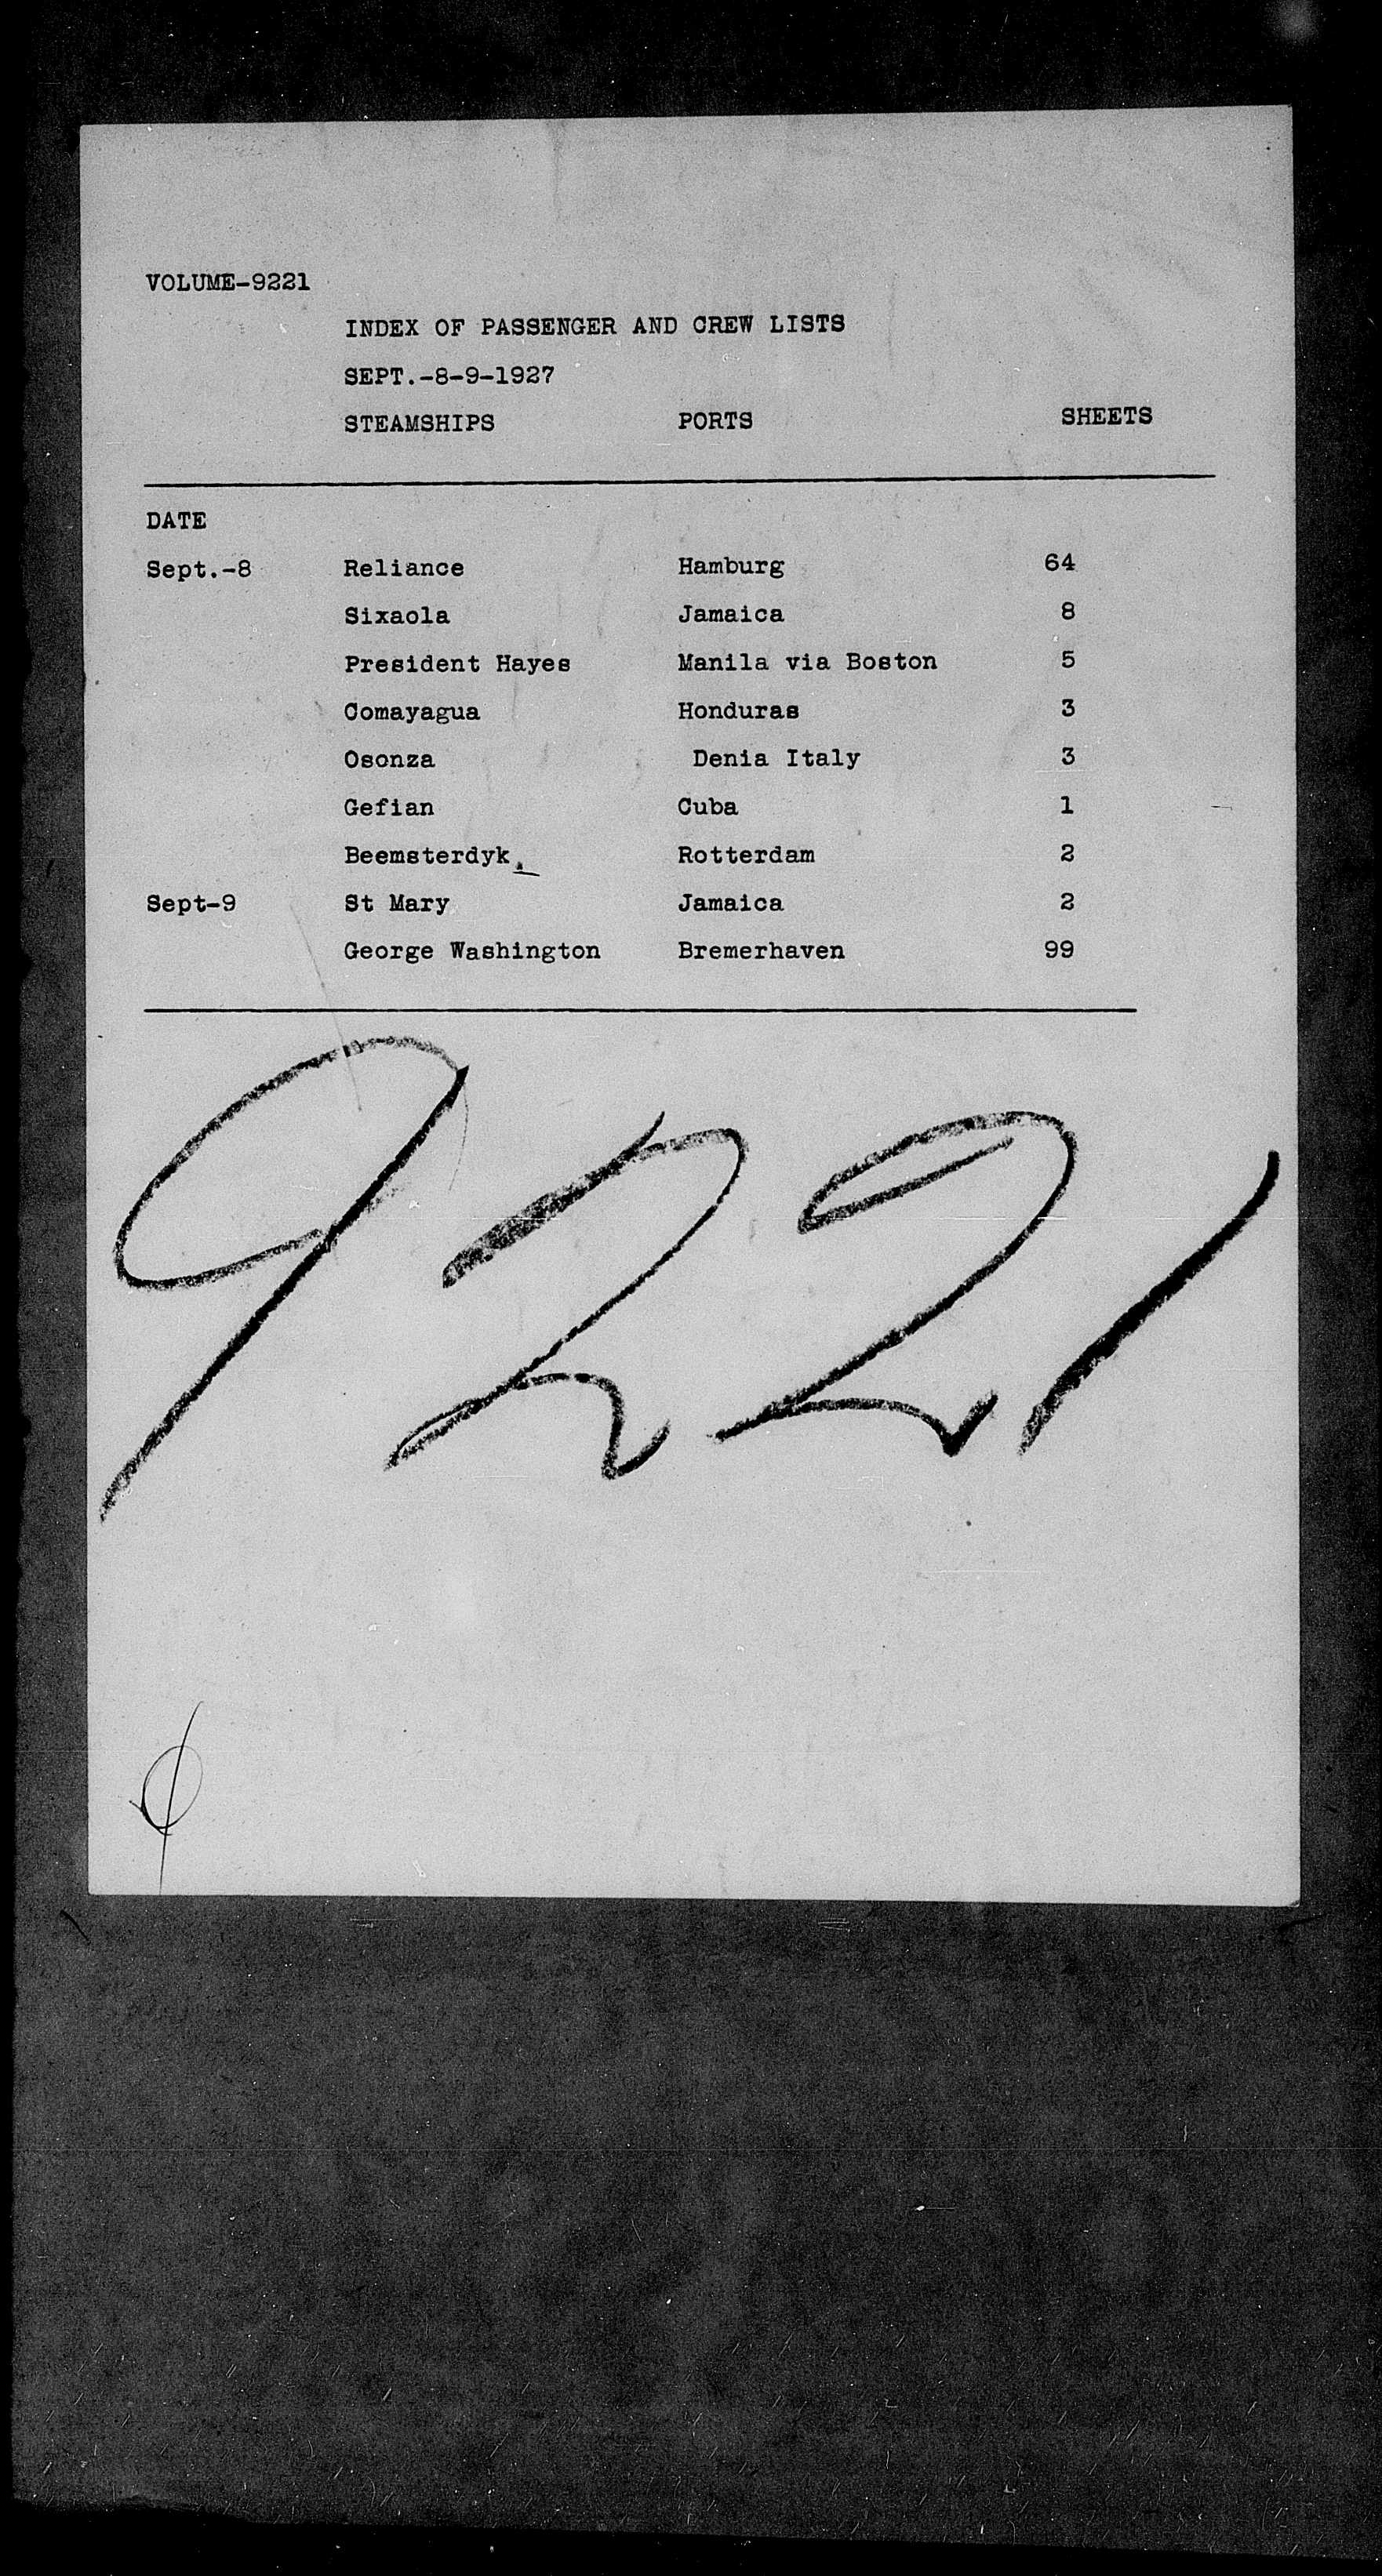 VOLUME-9221
INDEX OF PASSENGER AND CREW LISTS
SEPT.-8-9-1927
STEAMSHIPS PORTS SHEETS
DATE
Sept.-8 Reliance Hamburg 64
Sixaola Jamaica 8
President Hayes Manila via Boston 5
Comayagua Honduras 3
Osonza Denia Italy 3
Gefian Cuba 1
Beemsterdyk. Rotterdam 2
Sept-9 St Mary Jamaica 2
George Washington Bremerhaven 99
9221